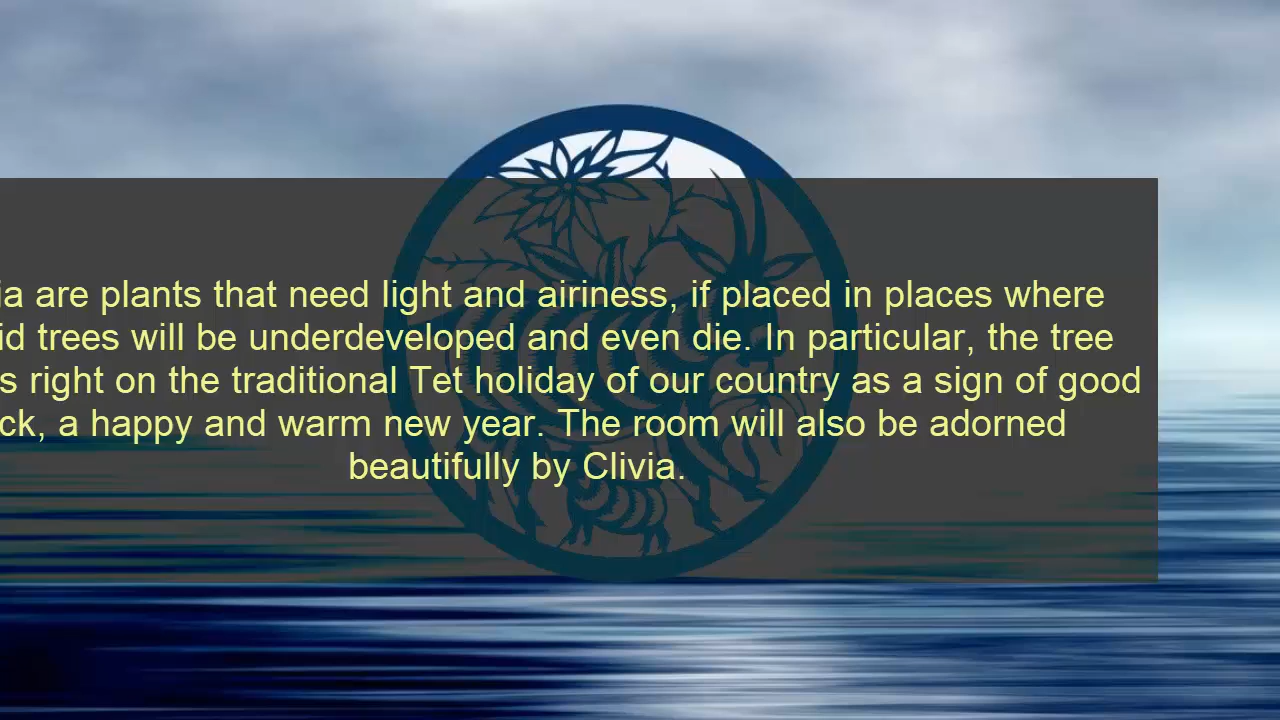 ia are plants that need light and airiness, if placed in places where
id trees will be underdeveloped and even die. In particular, the tree
s right on the traditional Tet holiday of our country as a sign of good
ck, a happy and warm new year. The room will also be adorned
beautifully by Clivia.